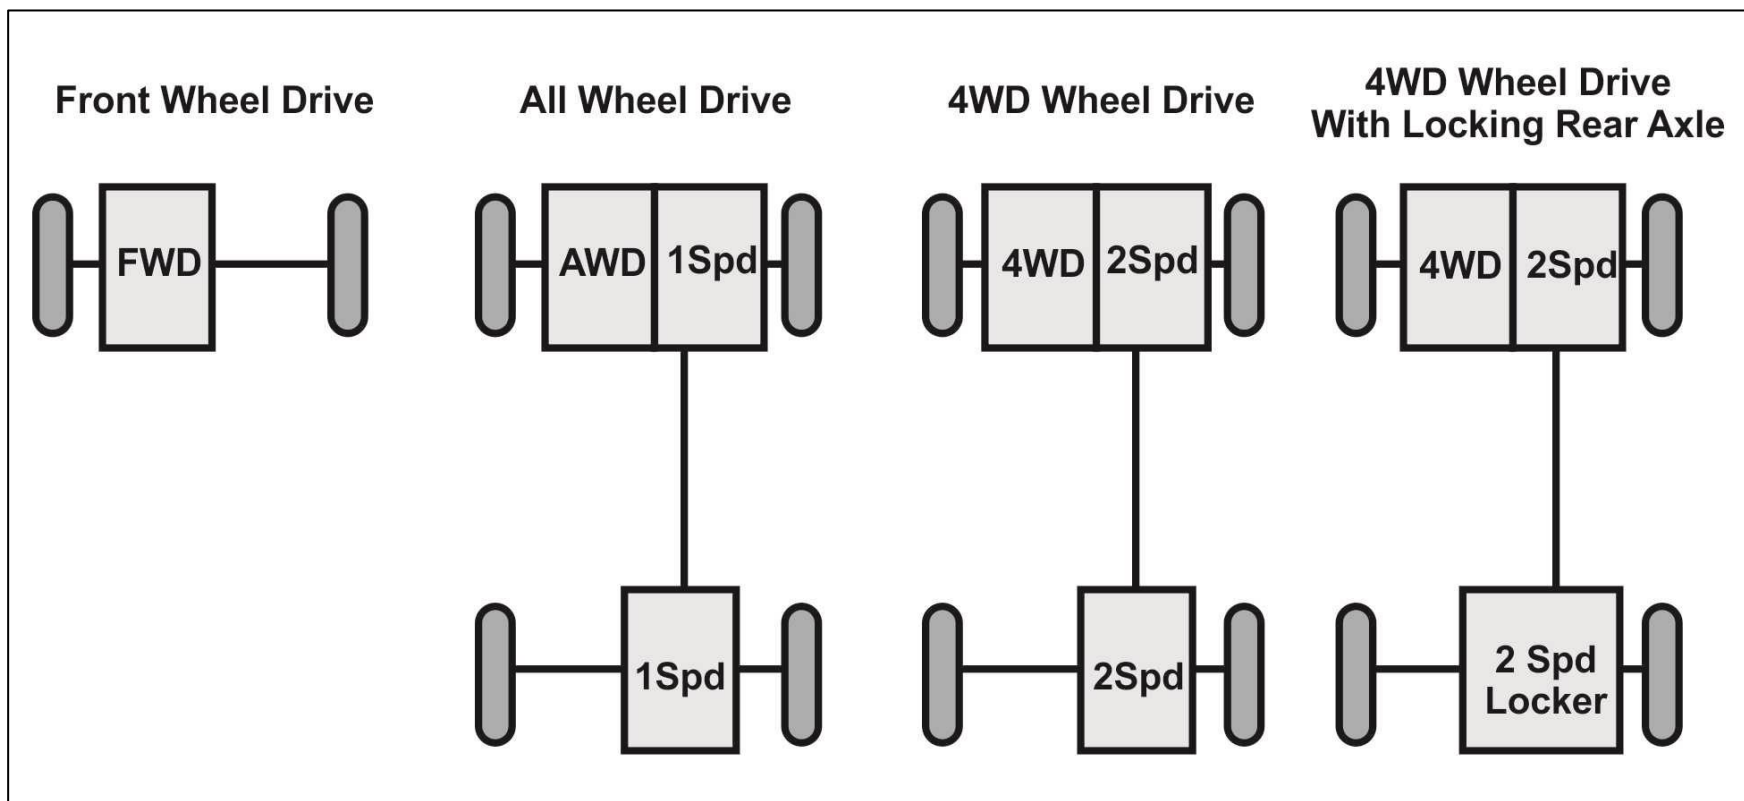 Front Wheel Drive
All Wheel Drive
4WD Wheel Drive
4WD Wheel Drive
With Locking Rear Axle
FWD
AWD
1Spd
4WD
2Spd
4WD
2Spd
1Spd
2Spd
2 Spd
Locker